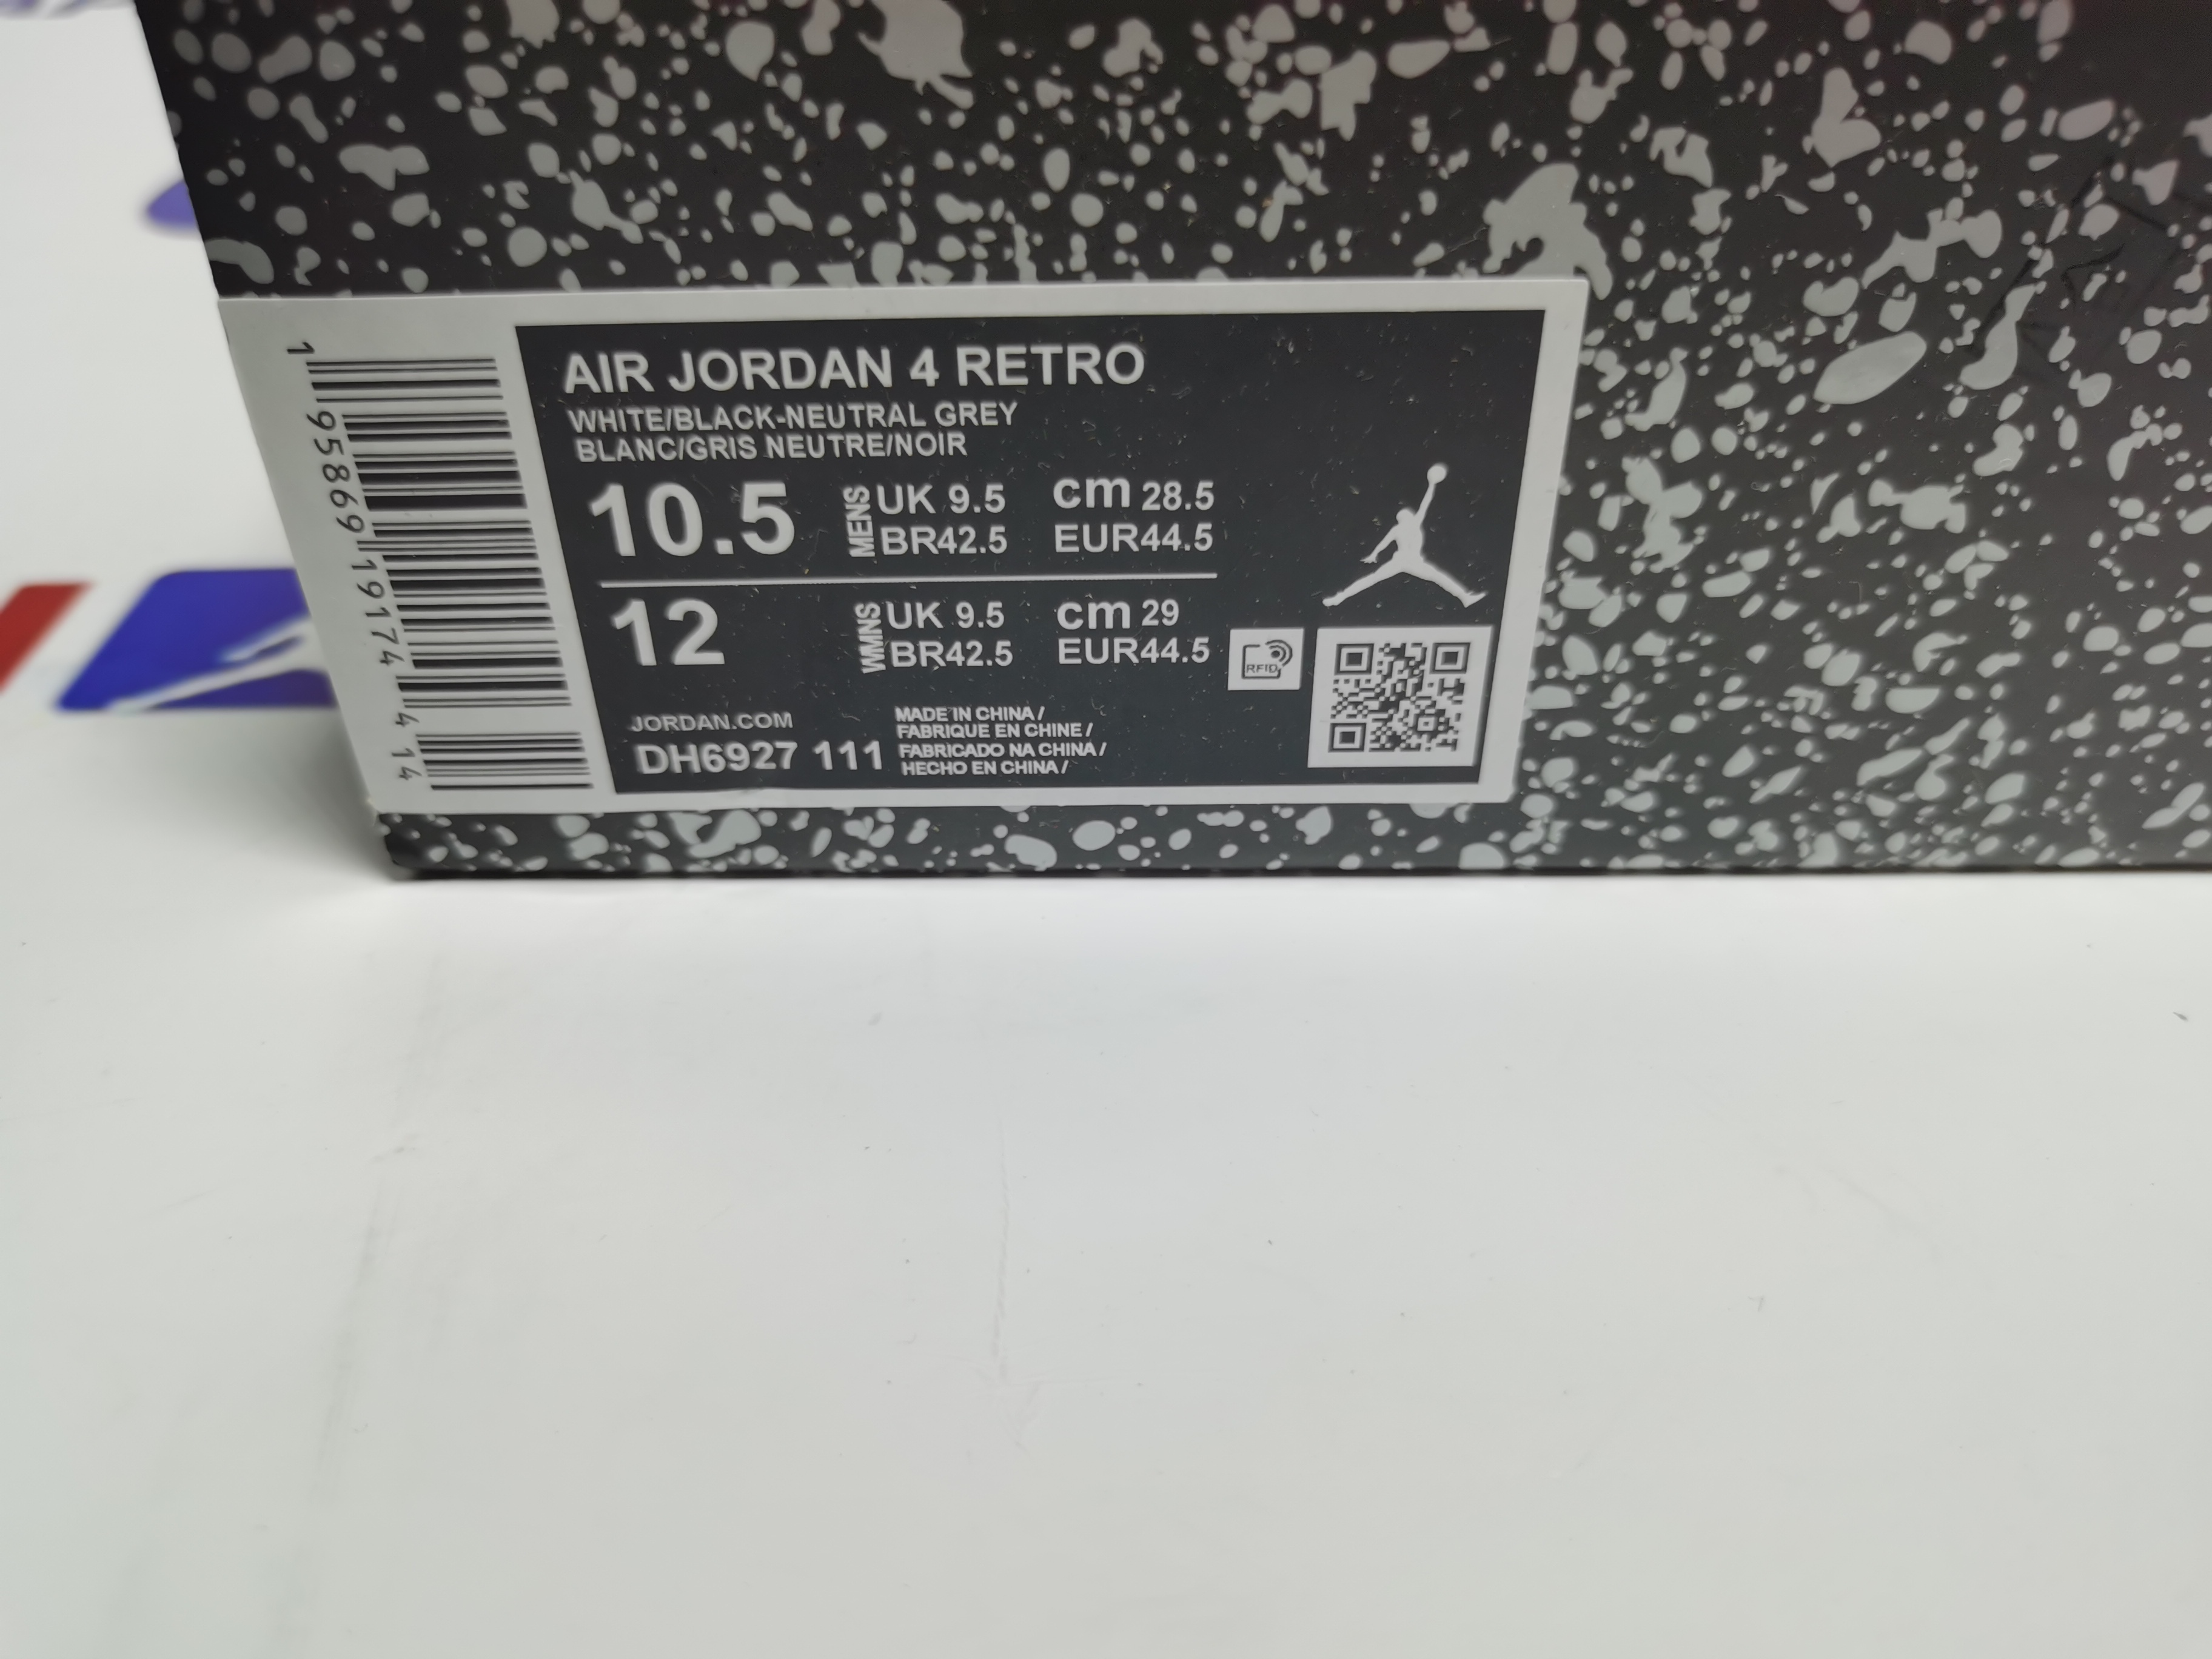 AIR JORDAN 4 RETRO
WHITE/BLACK-NEUTRAL GREY
BLANC/GRIS NEUTRE/NOIR
10.5 MENS UK 9.5 cm 28.5
BR42.5 EUR44.5
12 WMNS UK 9.5 cm 29
BR42.5 EUR44.5
RFID
JORDAN.COM
DH6927 111
MADE IN CHINA /
FABRIQUE EN CHINE /
FABRICADO NA CHINA /
HECHO EN CHINA /
1 95869 19174 4 14